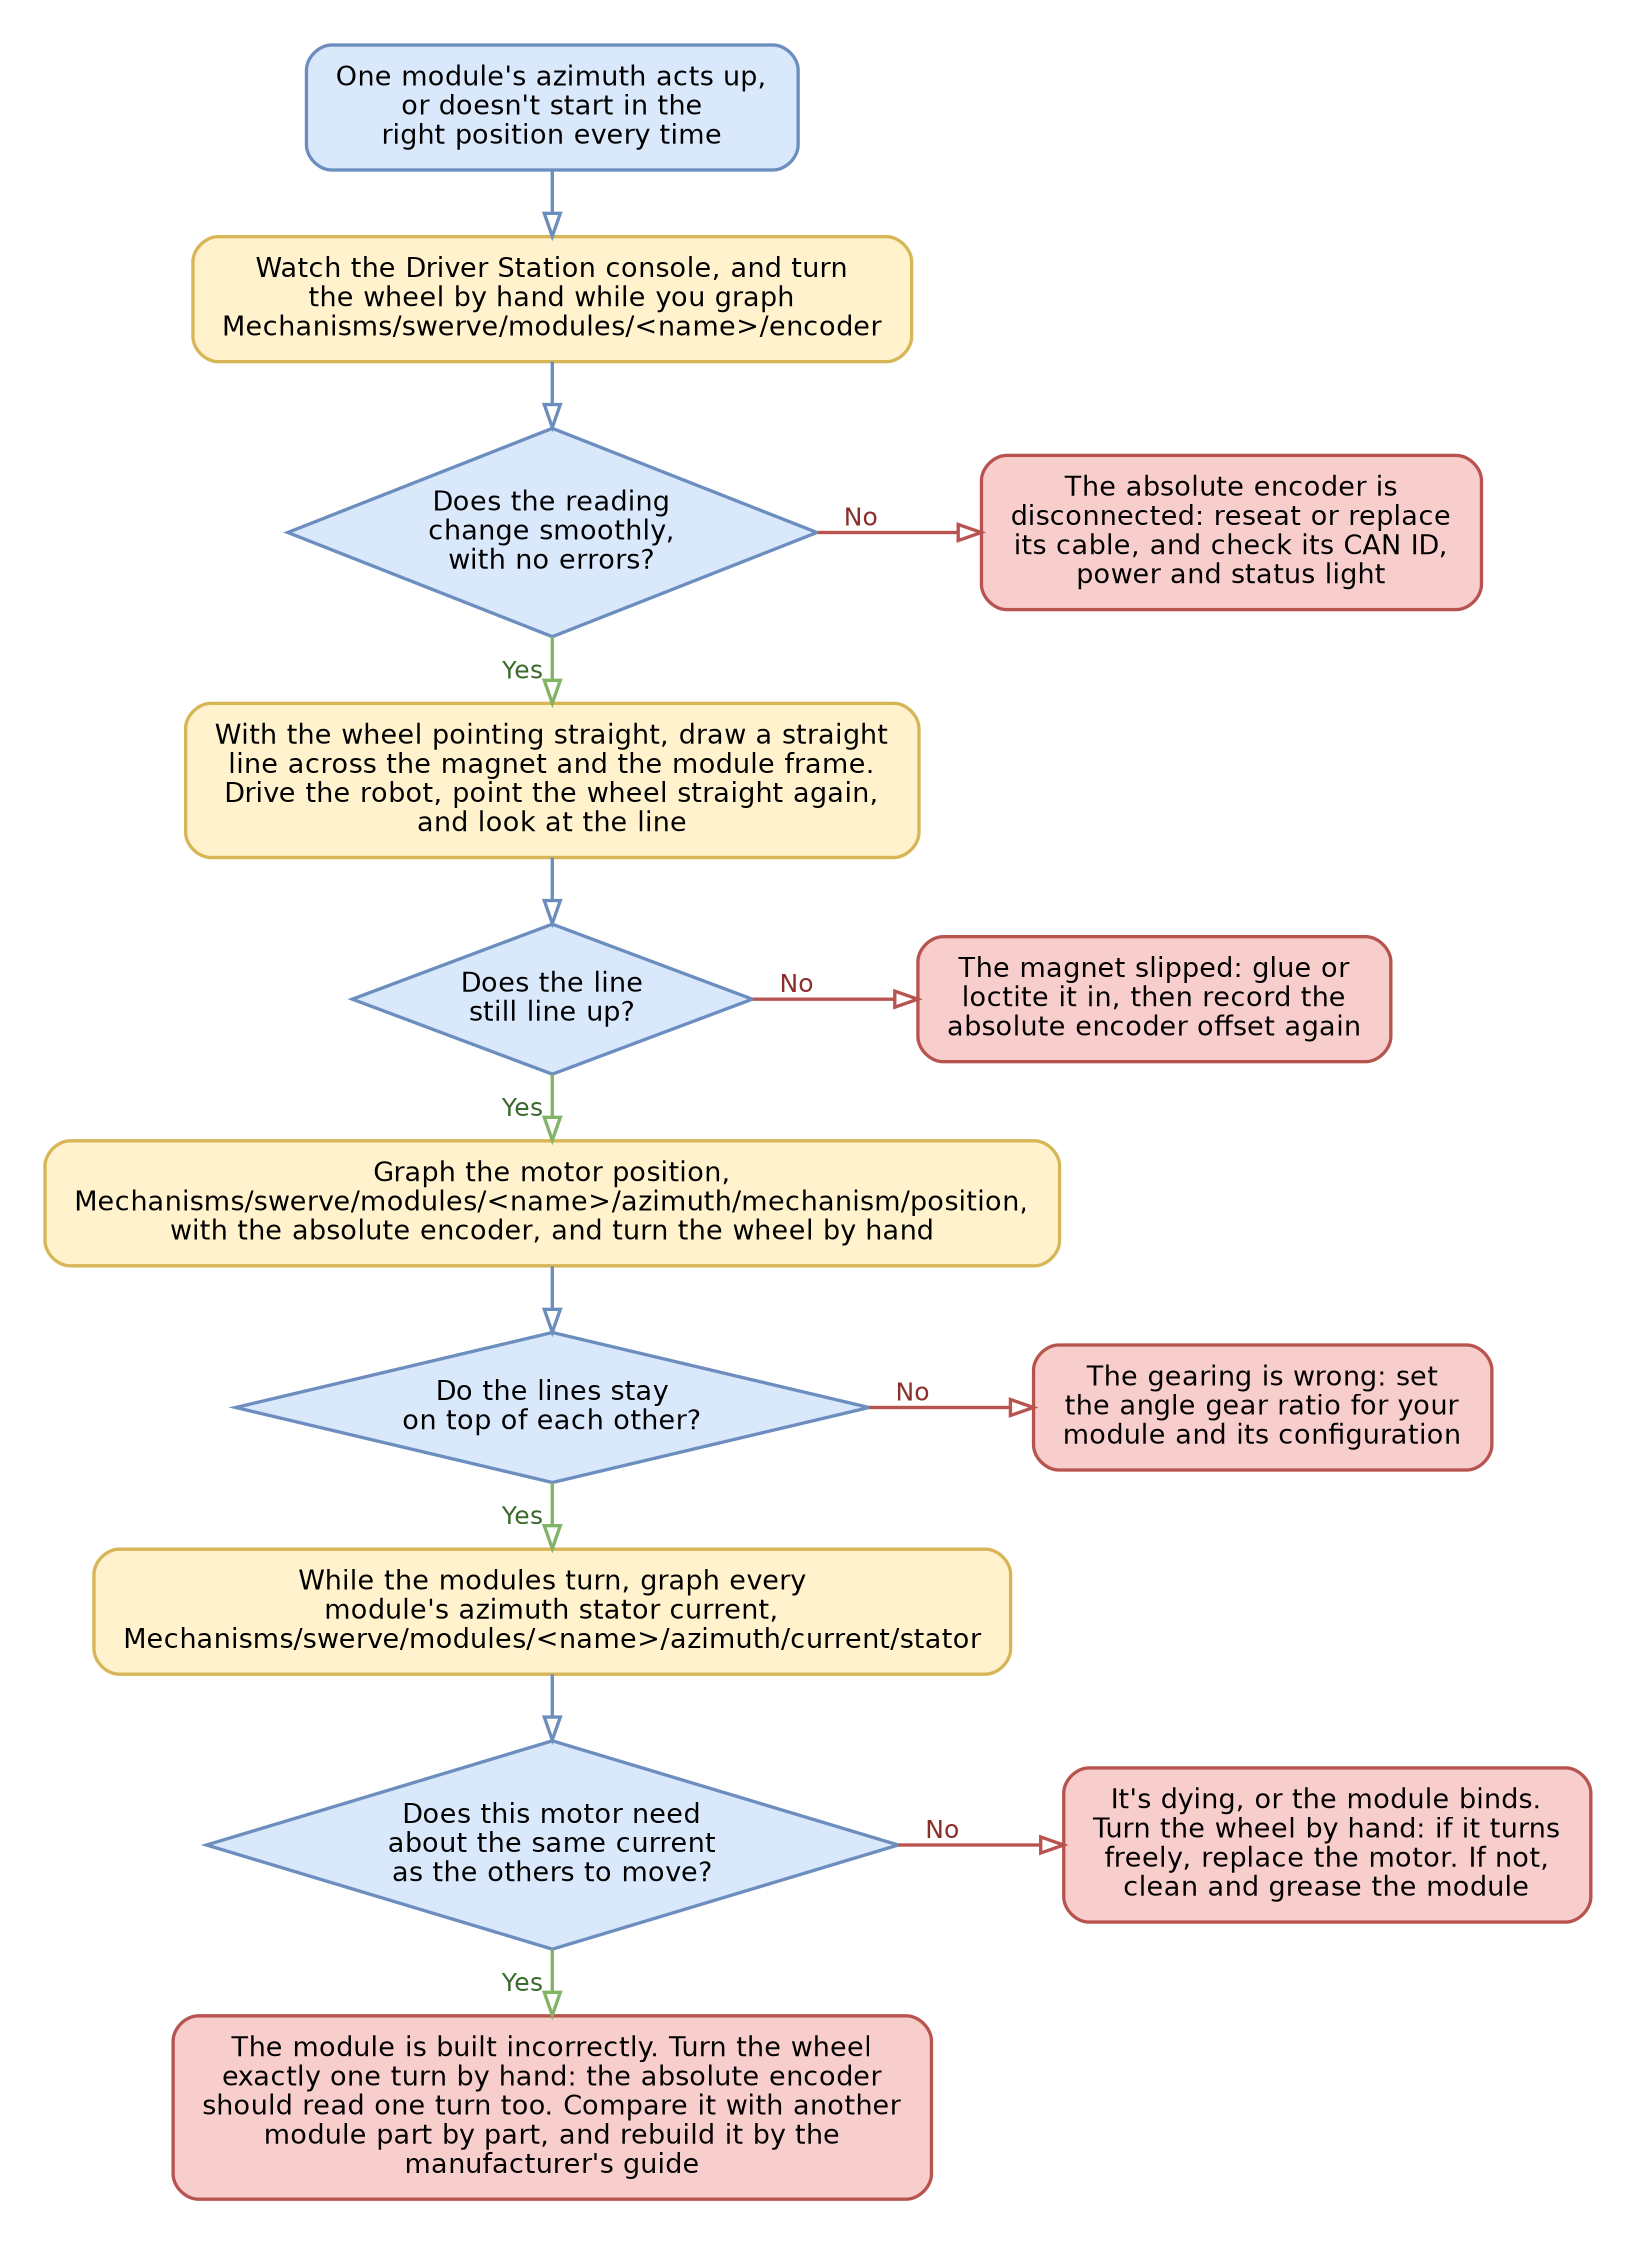 One module's azimuth acts up,
or doesn't start in the
right position every time
Watch the Driver Station console, and turn
the wheel by hand while you graph
Mechanisms/swerve/modules/<name>/encoder
Does the reading
change smoothly,
with no errors?
No
The absolute encoder is
disconnected: reseat or replace
its cable, and check its CAN ID,
power and status light
Yes
With the wheel pointing straight, draw a straight
line across the magnet and the module frame.
Drive the robot, point the wheel straight again,
and look at the line
Does the line
still line up?
No
The magnet slipped: glue or
loctite it in, then record the
absolute encoder offset again
Yes
Graph the motor position,
Mechanisms/swerve/modules/<name>/azimuth/mechanism/position,
with the absolute encoder, and turn the wheel by hand
Do the lines stay
on top of each other?
No
The gearing is wrong: set
the angle gear ratio for your
module and its configuration
Yes
While the modules turn, graph every
module's azimuth stator current,
Mechanisms/swerve/modules/<name>/azimuth/current/stator
Does this motor need
about the same current
as the others to move?
No
It's dying, or the module binds.
Turn the wheel by hand: if it turns
freely, replace the motor. If not,
clean and grease the module
Yes
The module is built incorrectly. Turn the wheel
exactly one turn by hand: the absolute encoder
should read one turn too. Compare it with another
module part by part, and rebuild it by the
manufacturer's guide